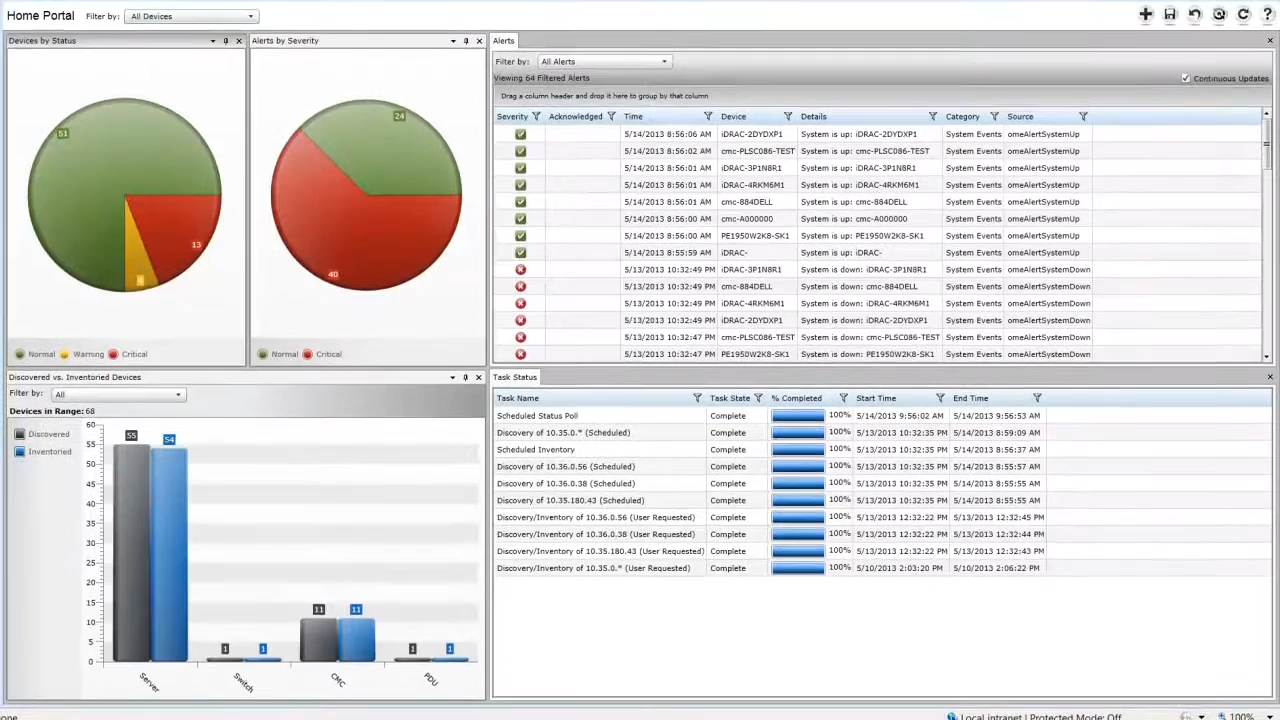 Home Portal
Filter by: All Devices
Devices by Status
51
13
Normal Warning Critical
Alerts by Severity
24
40
Normal Critical
Alerts
Filter by: All Alerts
Viewing 64 Filtered Alerts
Continuous Updates
Drag a column header and drop it here to group by that column
Severity Acknowledged Time Device Details Category Source
5/14/2013 8:56:06 AM iDRAC-2DYDXP1 System is up: iDRAC-2DYDXP1 System Events omeAlertSystemUp
5/14/2013 8:56:02 AM cmc-PLSC086-TEST System is up: cmc-PLSC086-TEST System Events omeAlertSystemUp
5/14/2013 8:56:01 AM iDRAC-3P1N8R1 System is up: iDRAC-3P1N8R1 System Events omeAlertSystemUp
5/14/2013 8:56:01 AM iDRAC-4RKM6M1 System is up: iDRAC-4RKM6M1 System Events omeAlertSystemUp
5/14/2013 8:56:01 AM cmc-884DELL System is up: cmc-884DELL System Events omeAlertSystemUp
5/14/2013 8:56:00 AM cmc-A000000 System is up: cmc-A000000 System Events omeAlertSystemUp
5/14/2013 8:56:00 AM PE1950W2K8-SK1 System is up: PE1950W2K8-SK1 System Events omeAlertSystemUp
5/14/2013 8:55:59 AM iDRAC- System is up: iDRAC- System Events omeAlertSystemUp
5/13/2013 10:32:49 PM iDRAC-3P1N8R1 System is down: iDRAC-3P1N8R1 System Events omeAlertSystemDown
5/13/2013 10:32:49 PM cmc-884DELL System is down: cmc-884DELL System Events omeAlertSystemDown
5/13/2013 10:32:49 PM iDRAC-4RKM6M1 System is down: iDRAC-4RKM6M1 System Events omeAlertSystemDown
5/13/2013 10:32:49 PM iDRAC-2DYDXP1 System is down: iDRAC-2DYDXP1 System Events omeAlertSystemDown
5/13/2013 10:32:47 PM cmc-PLSC086-TEST System is down: cmc-PLSC086-TEST System Events omeAlertSystemDown
5/13/2013 10:32:47 PM PE1950W2K8-SK1 System is down: PE1950W2K8-SK1 System Events omeAlertSystemDown
Discovered vs. Inventoried Devices
Filter by: All
Devices in Range: 68
Discovered
Inventoried
60
55
50
45
40
35
30
25
20
15
10
5
0
55 54
1 1
11 11
1 1
Server Switch CMC PDU
Task Status
Task Name Task State % Completed Start Time End Time
Scheduled Status Poll Complete 100% 5/14/2013 9:56:02 AM 5/14/2013 9:56:53 AM
Discovery of 10.35.0.* (Scheduled) Complete 100% 5/13/2013 10:32:35 PM 5/14/2013 8:59:09 AM
Scheduled Inventory Complete 100% 5/13/2013 10:32:35 PM 5/14/2013 8:56:37 AM
Discovery of 10.36.0.56 (Scheduled) Complete 100% 5/13/2013 10:32:35 PM 5/14/2013 8:55:57 AM
Discovery of 10.36.0.38 (Scheduled) Complete 100% 5/13/2013 10:32:35 PM 5/14/2013 8:55:55 AM
Discovery of 10.35.180.43 (Scheduled) Complete 100% 5/13/2013 10:32:35 PM 5/14/2013 8:55:55 AM
Discovery/Inventory of 10.36.0.56 (User Requested) Complete 100% 5/13/2013 12:32:22 PM 5/13/2013 12:32:45 PM
Discovery/Inventory of 10.36.0.38 (User Requested) Complete 100% 5/13/2013 12:32:22 PM 5/13/2013 12:32:44 PM
Discovery/Inventory of 10.35.180.43 (User Requested) Complete 100% 5/13/2013 12:32:22 PM 5/13/2013 12:32:43 PM
Discovery/Inventory of 10.35.0.* (User Requested) Complete 100% 5/10/2013 2:03:20 PM 5/10/2013 2:06:22 PM
one Local intranet | Protected Mode: Off 100%